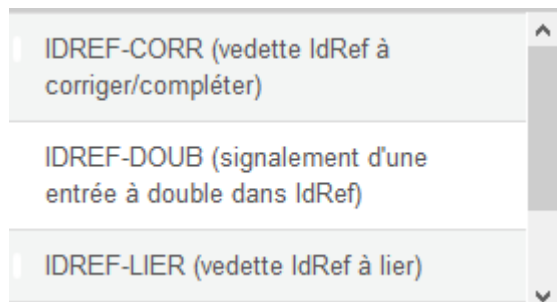 IDREF-CORR (vedette IdRef à
corriger/compléter)
IDREF-DOUB (signalement d'une
entrée à double dans IdRef)
IDREF-LIER (vedette IdRef à lier)